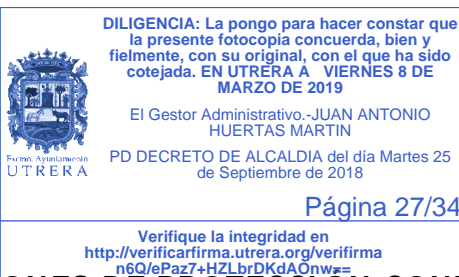 DILIGENCIA: La pongo para hacer constar que
la presente fotocopia concuerda, bien y
fielmente, con su original, con el que ha sido
cotejada. EN UTRERA A VIERNES 8 DE
MARZO DE 2019
El Gestor Administrativo.-JUAN ANTONIO
HUERTAS MARTIN
PD DECRETO DE ALCALDIA del día Martes 25
de Septiembre de 2018
Excmo. Ayuntamiento
UTRERA
Página 27/34
Verifique la integridad en
http://verificarfirma.utrera.org/verifirma
n6Q/ePaz7+HZLbrDKdAOnw==